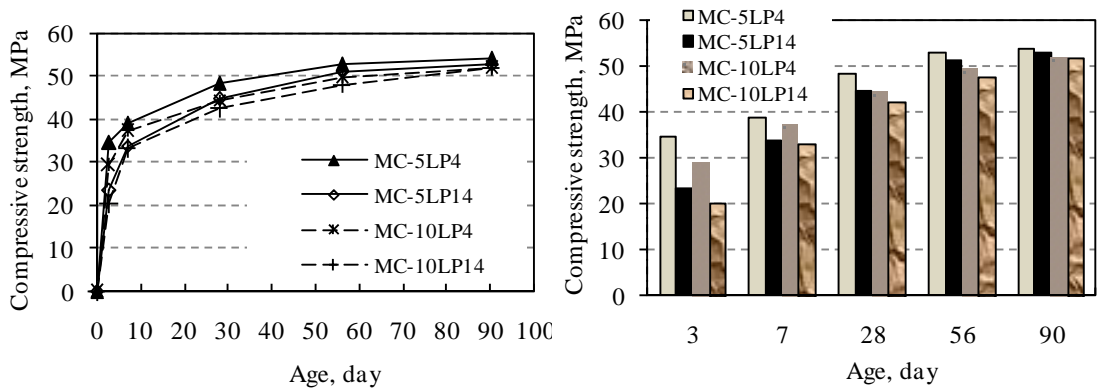 60
50
40
30
20
10
0
Compressive strength, MPa
MC-5LP4
MC-5LP14
MC-10LP4
MC-10LP14
0 10 20 30 40 50 60 70 80 90 100
Age, day
MC-5LP4
MC-5LP14
MC-10LP4
MC-10LP14
60
50
40
30
20
10
0
Compressive strength, MPa
3 7 28 56 90
Age, day